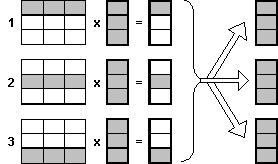 1 x =
2 x =
3 x =